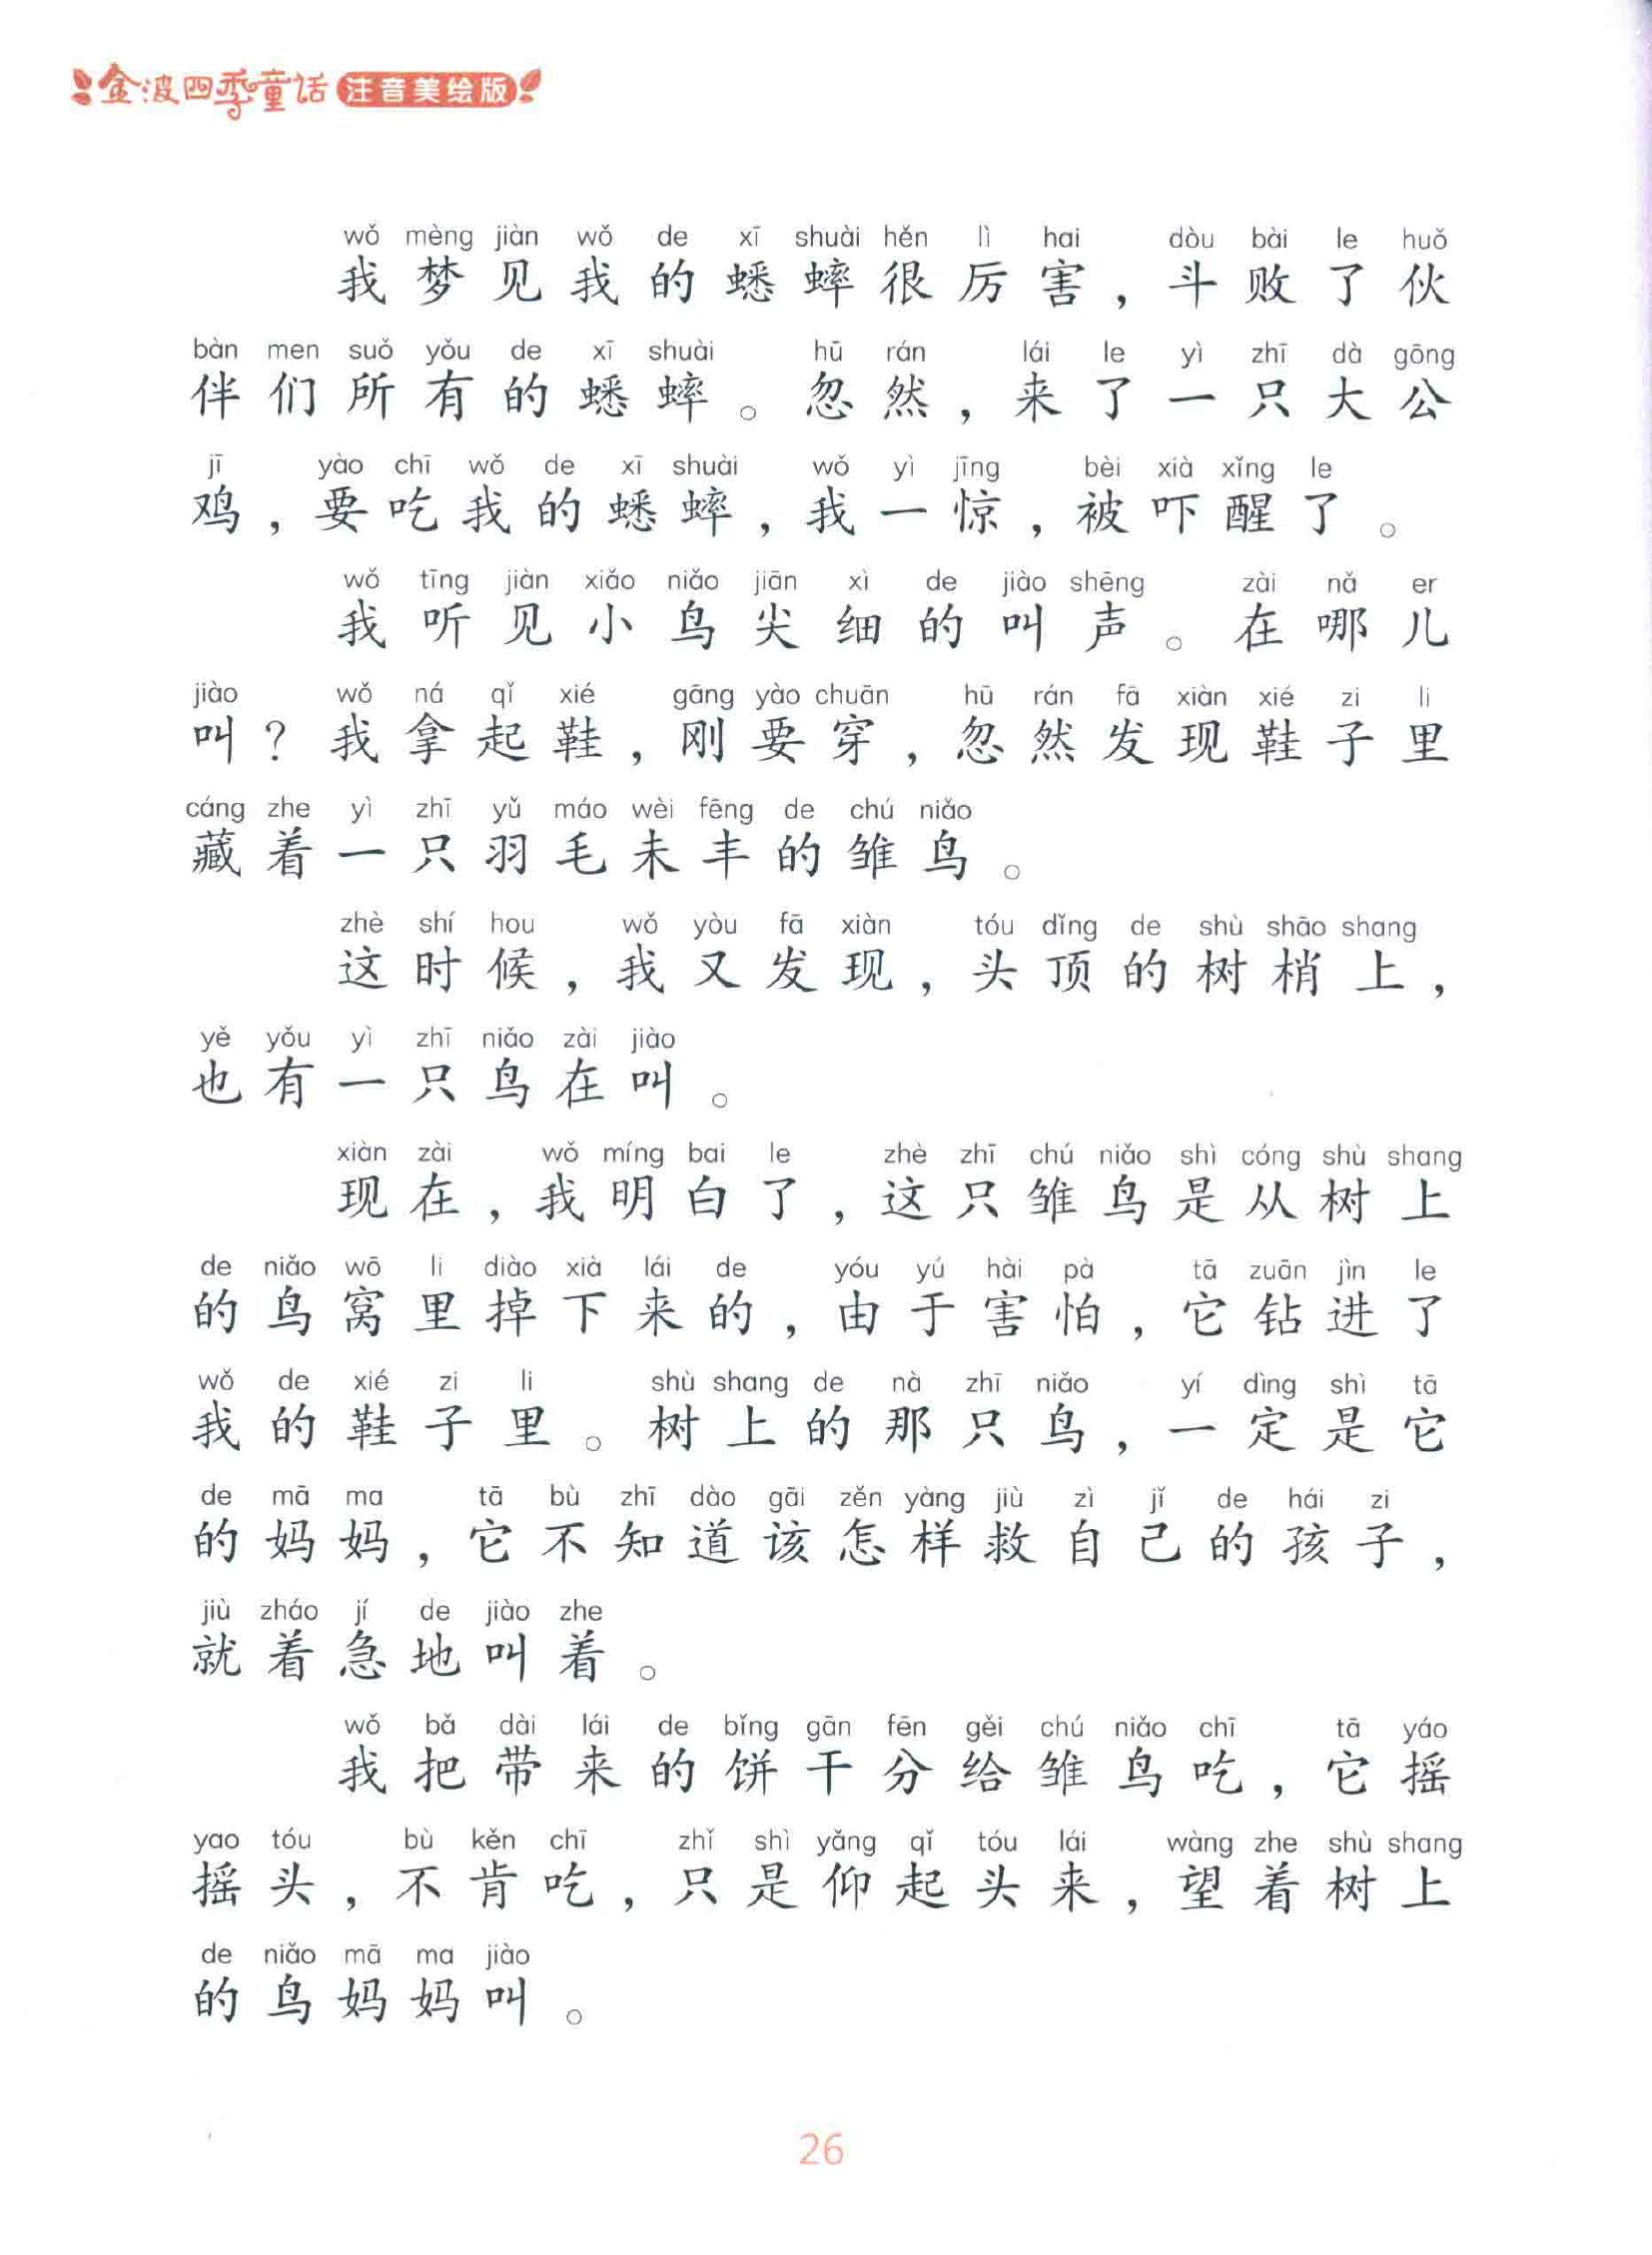 金波四季童话 注音美绘版
wǒ mèng jiàn wǒ de xī shuài hěn lì hai dòu bài le huǒ
我梦见我的蟋蟀很厉害，斗败了伙
bàn men suǒ yǒu de xī shuài hū rán lái le yì zhī dà gōng
伴们所有的蟋蟀。忽然，来了一只大公
jī yào chī wǒ de xī shuài wǒ yì jīng bèi xià xǐng le
鸡，要吃我的蟋蟀，我一惊，被吓醒了。
wǒ tīng jiàn xiǎo niǎo jiān xì de jiào shēng zài nǎ er
我听见小鸟尖细的叫声。在哪儿
jiào wǒ ná qǐ xié gāng yào chuān hū rán fā xiàn xié zi li
叫？我拿起鞋，刚要穿，忽然发现鞋子里
cáng zhe yì zhī yǔ máo wèi fēng de chú niǎo
藏着一只羽毛未丰的雏鸟。
zhè shí hou wǒ yòu fā xiàn tóu dǐng de shù shāo shang
这时候，我又发现，头顶的树梢上，
yě yǒu yì zhī niǎo zài jiào
也有一只鸟在叫。
xiàn zài wǒ míng bai le zhè zhī chú niǎo shì cóng shù shang
现在，我明白了，这只雏鸟是从树上
de niǎo wō li diào xià lái de yóu yú hài pà tā zuān jìn le
的鸟窝里掉下来的，由于害怕，它钻进了
wǒ de xié zi li shù shang de nà zhī niǎo yí dìng shì tā
我的鞋子里。树上的那只鸟，一定是它
de mā ma tā bù zhī dào gāi zěn yàng jiù zì jǐ de hái zi
的妈妈，它不知道该怎样救自己的孩子，
jiù zháo jí de jiào zhe
就着急地叫着。
wǒ bǎ dài lái de bǐng gān fēn gěi chú niǎo chī tā yáo
我把带来的饼干分给雏鸟吃，它摇
yao tóu bù kěn chī zhǐ shì yǎng qǐ tóu lái wàng zhe shù shang
摇头，不肯吃，只是仰起头来，望着树上
de niǎo mā ma jiào
的鸟妈妈叫。
26